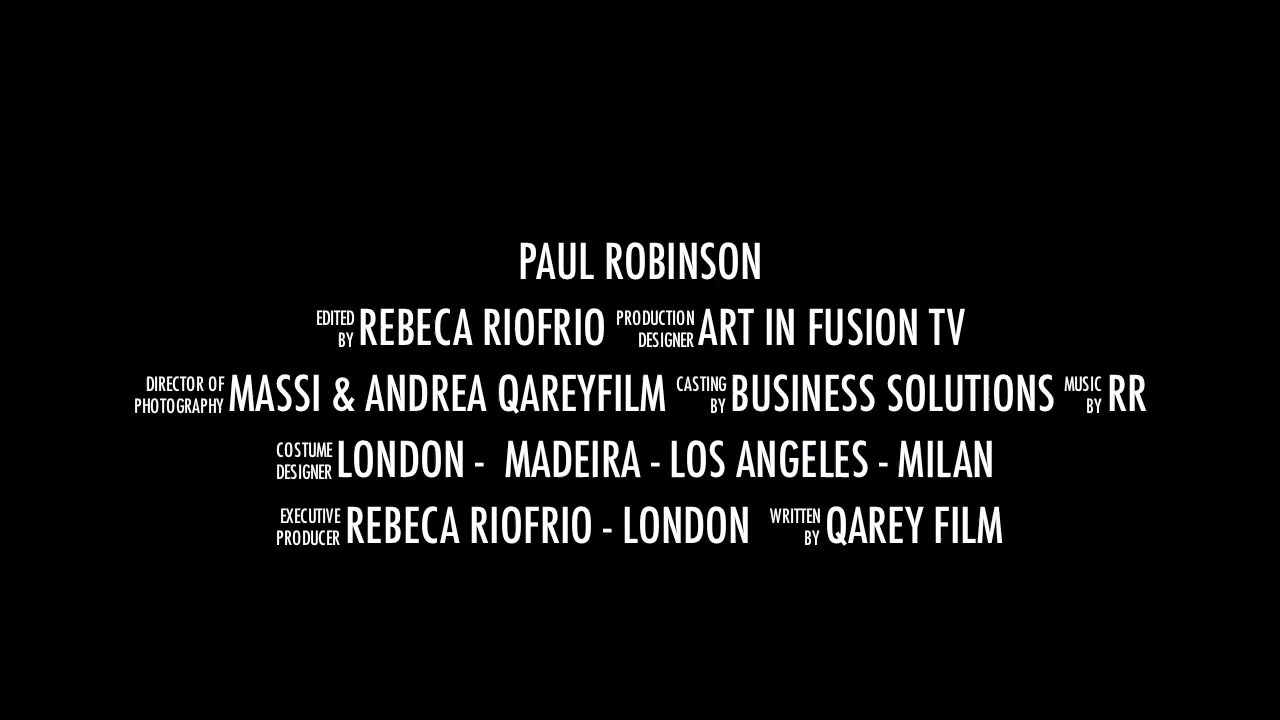 PAUL ROBINSON
EDITED BY REBECA RIOFRIO PRODUCTION DESIGNER ART IN FUSION TV
DIRECTOR OF PHOTOGRAPHY MASSI & ANDREA QAREYFILM CASTING BY BUSINESS SOLUTIONS MUSIC BY RR
COSTUME DESIGNER LONDON - MADEIRA - LOS ANGELES - MILAN
EXECUTIVE PRODUCER REBECA RIOFRIO - LONDON WRITTEN BY QAREY FILM